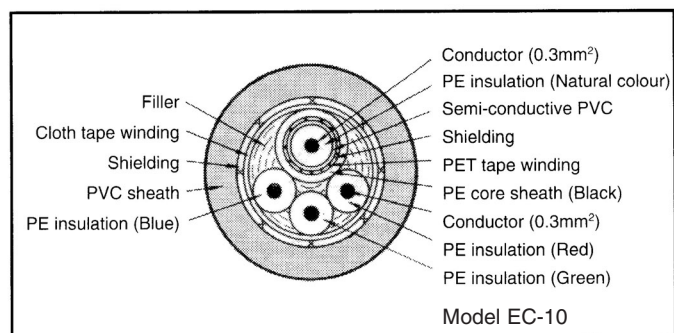 Filler
Cloth tape winding
Shielding
PVC sheath
PE insulation (Blue)
Conductor (0.3mm²)
PE insulation (Natural colour)
Semi-conductive PVC
Shielding
PET tape winding
PE core sheath (Black)
Conductor (0.3mm²)
PE insulation (Red)
PE insulation (Green)
Model EC-10